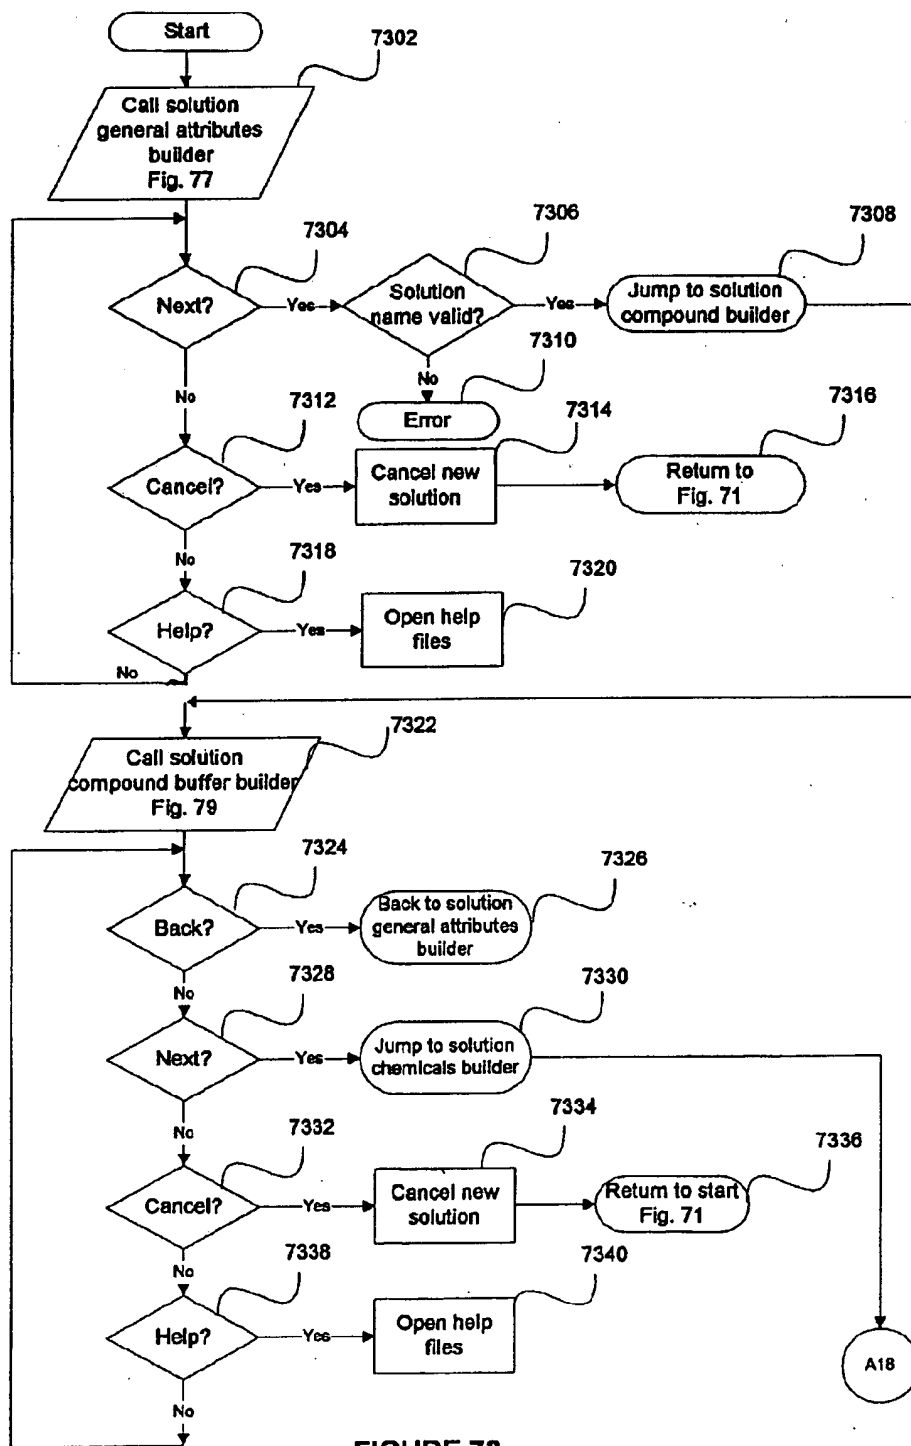 Start
7302
Call solution
general attributes
builder
Fig. 77
7304
7306
7308
Next?
Yes
Solution
name valid?
Yes
Jump to solution
compound builder
No
No
7310
Error
7312
7314
7316
Cancel?
Yes
Cancel new
solution
Return to
Fig. 71
No
7318
7320
Help?
Yes
Open help
files
No
7322
Call solution
compound buffer builder
Fig. 79
7324
7326
Back?
Yes
Back to solution
general attributes
builder
No
7328
7330
Next?
Yes
Jump to solution
chemicals builder
No
7332
7334
7336
Cancel?
Yes
Cancel new
solution
Return to start
Fig. 71
No
7338
7340
Help?
Yes
Open help
files
A18
No